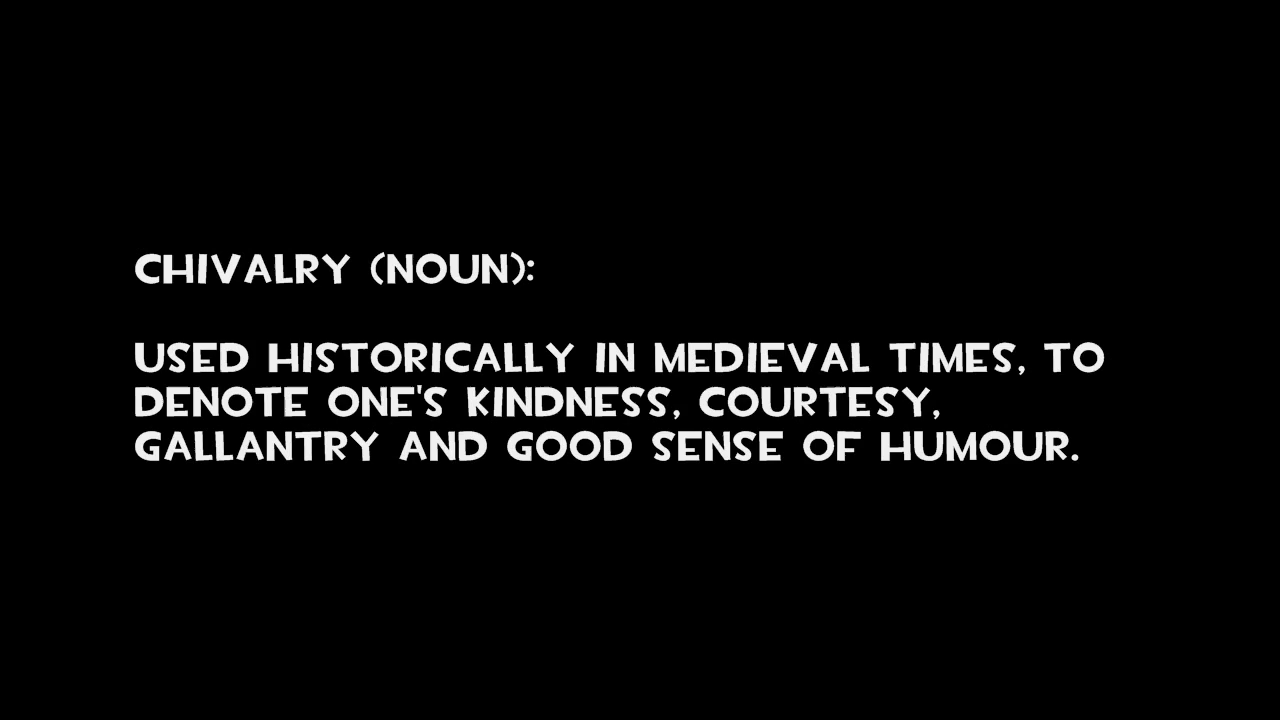 CHIVALRY (NOUN):
USED HISTORICALLY IN MEDIEVAL TIMES, TO
DENOTE ONE'S KINDNESS, COURTESY,
GALLANTRY AND GOOD SENSE OF HUMOUR.